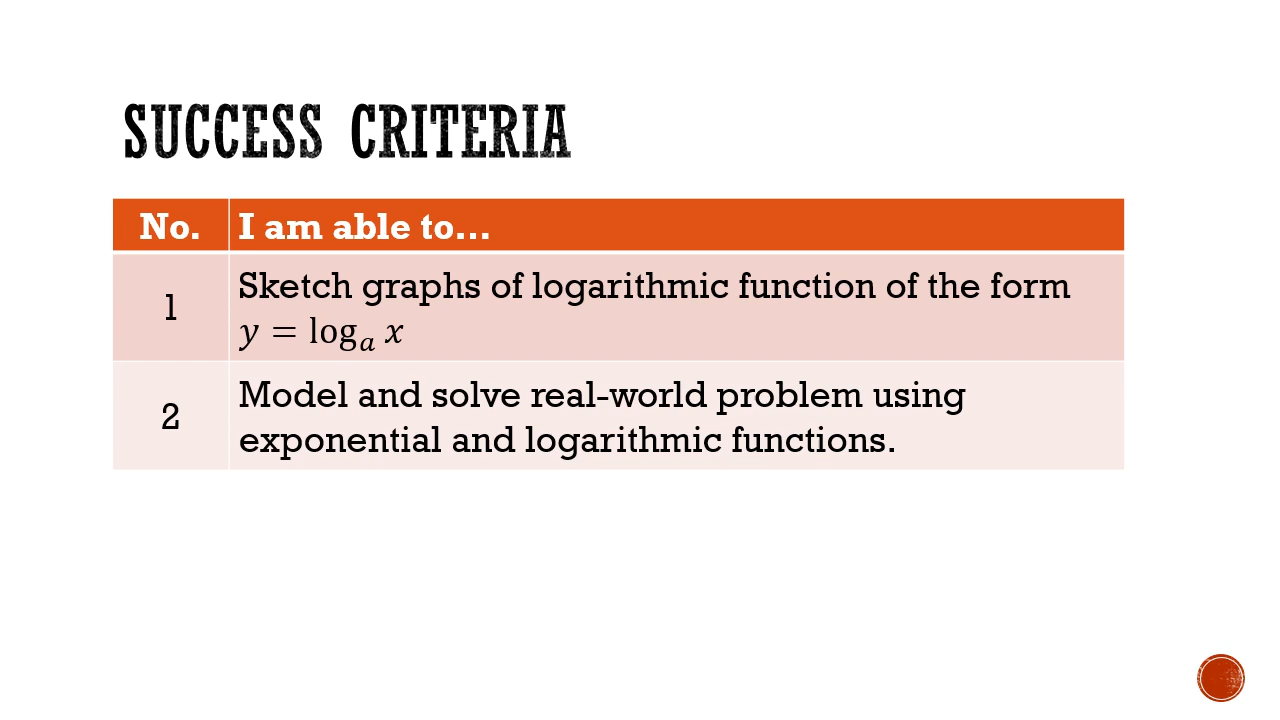 SUCCESS CRITERIA
No. I am able to…
1 Sketch graphs of logarithmic function of the form
y = logₐ x
2 Model and solve real-world problem using
exponential and logarithmic functions.